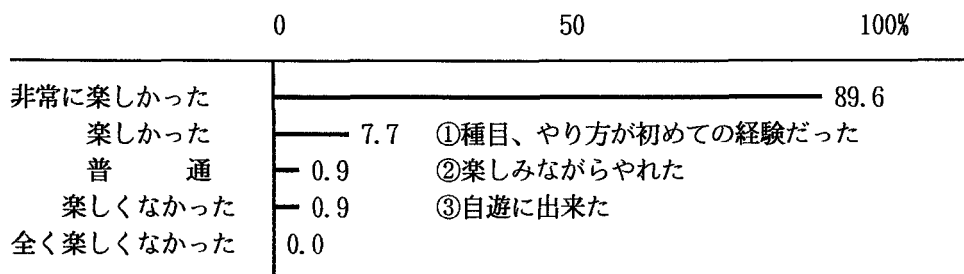 0 50 100%
非常に楽しかった 89.6
楽しかった 7.7 ①種目、やり方が初めての経験だった
普 通 0.9 ②楽しみながらやれた
楽しくなかった 0.9 ③自遊に出来た
全く楽しくなかった 0.0